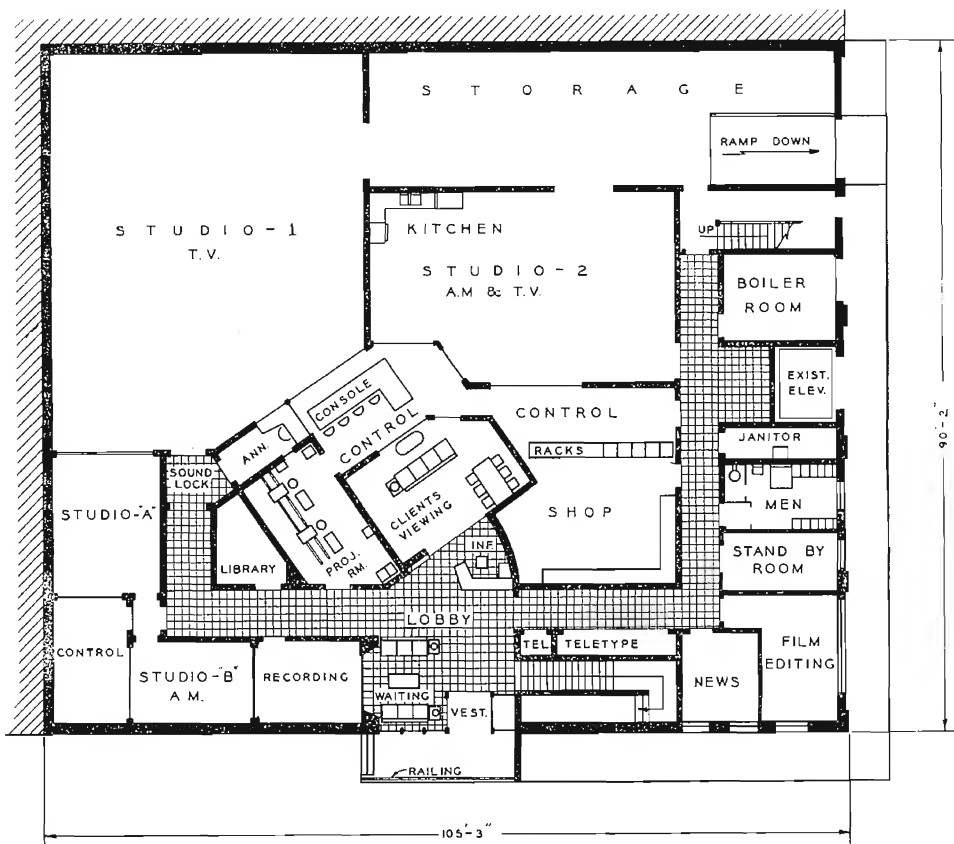 STORAGE
RAMP DOWN
STUDIO-1
T.V.
KITCHEN
UP
STUDIO-2
A.M & T.V.
BOILER
ROOM
EXIST.
ELEV.
90'-2"
CONSOLE
CONTROL
CONTROL
ANN.
RACKS
JANITOR
SOUND
LOCK
CLIENTS
VIEWING
MEN
STUDIO-"A"
SHOP
INF.
STAND BY
ROOM
LIBRARY
PROJ.
RM.
LOBBY
CONTROL
STUDIO-"B"
A.M.
RECORDING
TEL
TELETYPE
FILM
EDITING
NEWS
WAITING
VEST.
RAILING
105'-3"